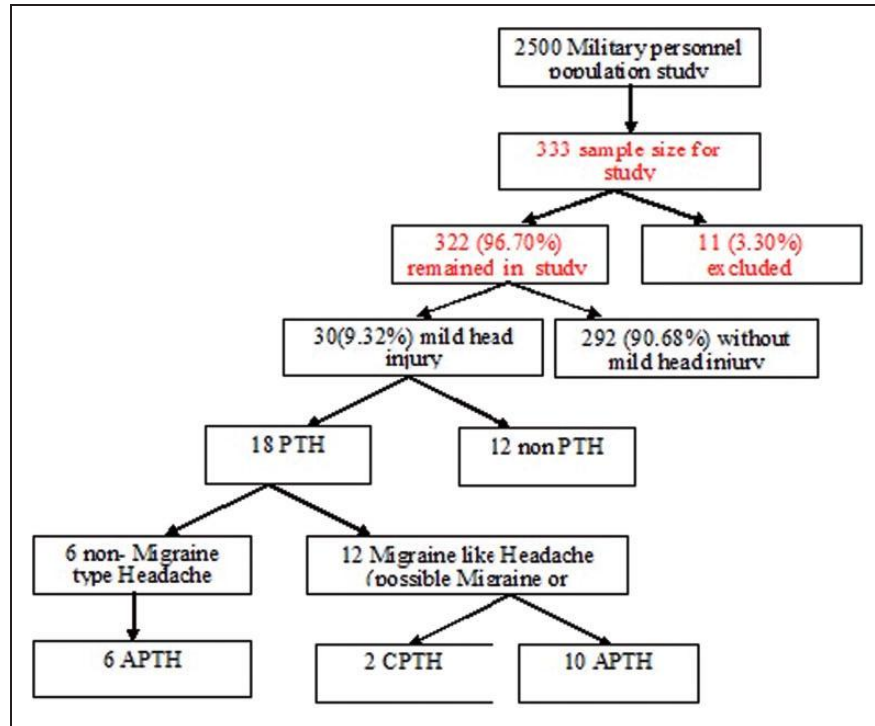 2500 Military personnel
population study
333 sample size for
study
322 (96.70%)
remained in study
11 (3.30%)
excluded
30(9.32%) mild head
injury
292 (90.68%) without
mild head injury
18 PTH
12 non PTH
6 non- Migraine
type Headache
12 Migraine like Headache
(possible Migraine or
6 APTH
2 CPTH
10 APTH